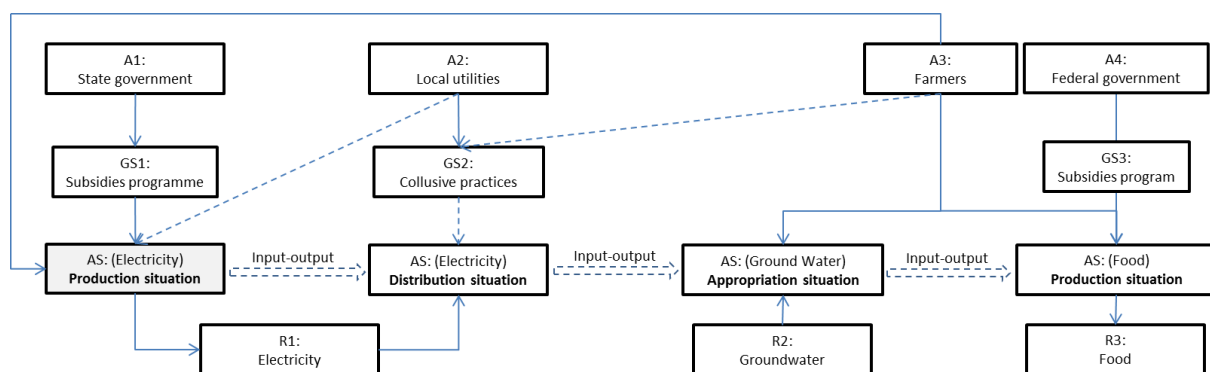 A1:
State government
A2:
Local utilities
A3:
Farmers
A4:
Federal government
GS1:
Subsidies programme
GS2:
Collusive practices
GS3:
Subsidies program
AS: (Electricity)
Production situation
Input-output
AS: (Electricity)
Distribution situation
Input-output
AS: (Ground Water)
Appropriation situation
Input-output
AS: (Food)
Production situation
R1:
Electricity
R2:
Groundwater
R3:
Food